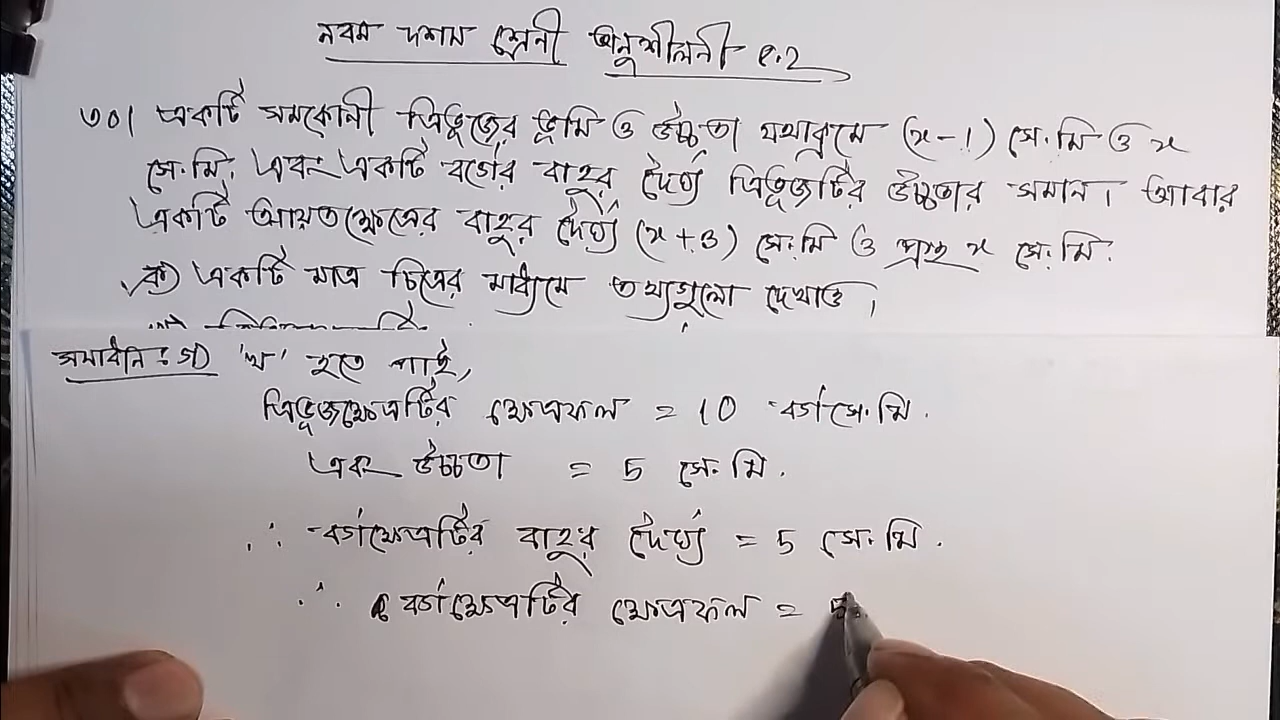 নবম দশম শ্রেনী অনুশীলনী ৫.2
৩০। একটি সমকোনী ত্রিভুজের ভূমি ও উচ্চতা যথাক্রমে (x-1) সে.মি ও x
সে.মি. এবং একটি বর্গের বাহুর দৈর্ঘ্য ত্রিভুজটির উচ্চতার সমান। আবার
একটি আয়তক্ষেত্রের বাহুর দৈর্ঘ্য (x+3) সে.মি ও প্রস্থ x সে.মি.
ক) একটি মাত্র চিত্রের মাধ্যমে তথ্যগুলো দেখাও।
সমাধান : গ) 'খ' হতে পাই,
ত্রিভূজক্ষেত্রটির ক্ষেত্রফল = 10 বর্গসে.মি.
এবং উচ্চতা = 5 সে.মি.
∴ বর্গক্ষেত্রটির বাহুর দৈর্ঘ্য = 5 সে.মি.
∴ বর্গক্ষেত্রটির ক্ষেত্রফল =